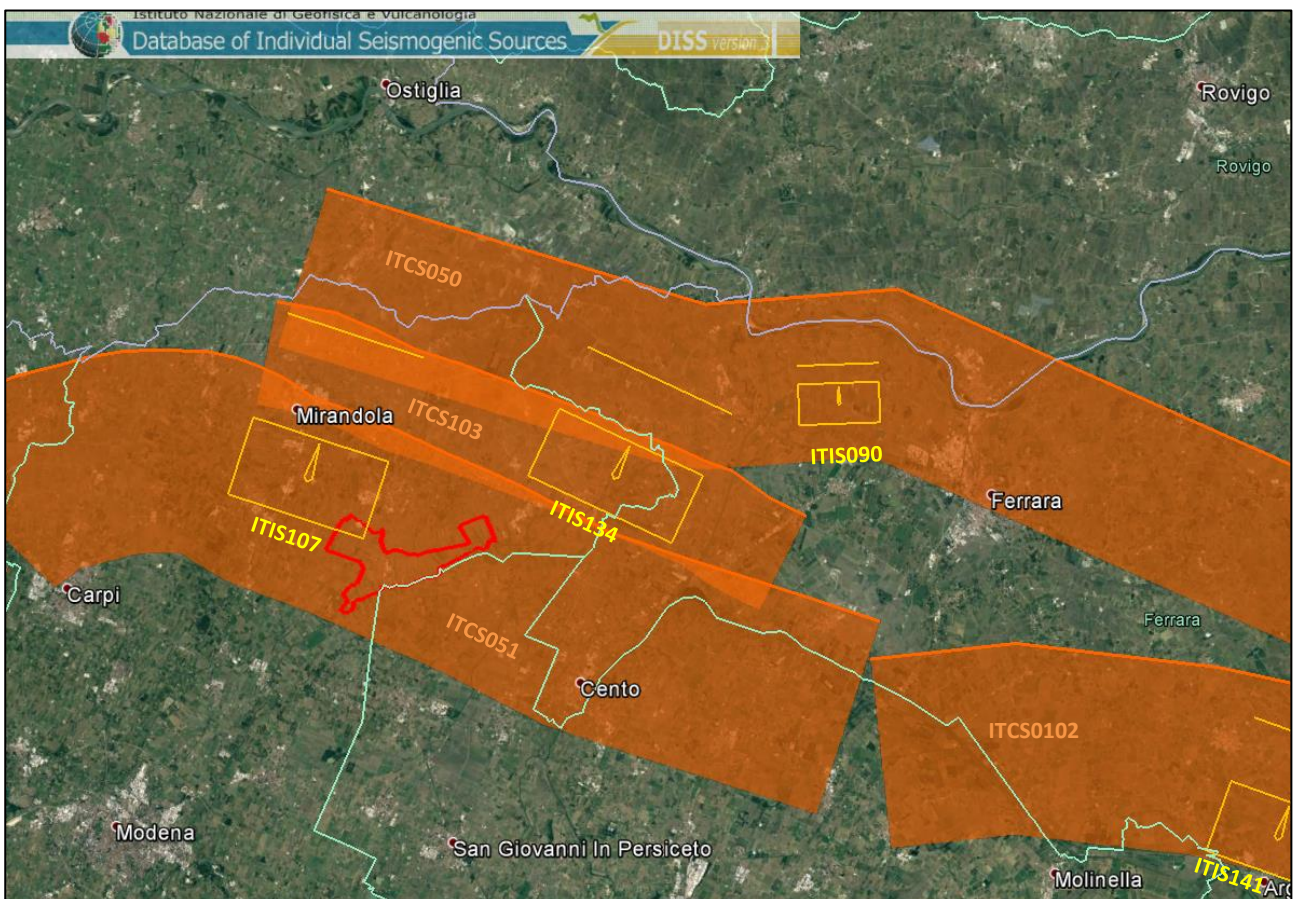 Istituto Nazionale di Geofisica e Vulcanologia
Database of Individual Seismogenic Sources
DISS version 3
Ostiglia
Rovigo
Rovigo
ITCS050
Mirandola
ITCS103
ITIS090
Ferrara
ITIS107
ITIS134
Carpi
ITCS051
Ferrara
Cento
ITCS0102
Modena
San Giovanni In Persiceto
Molinella
ITIS141